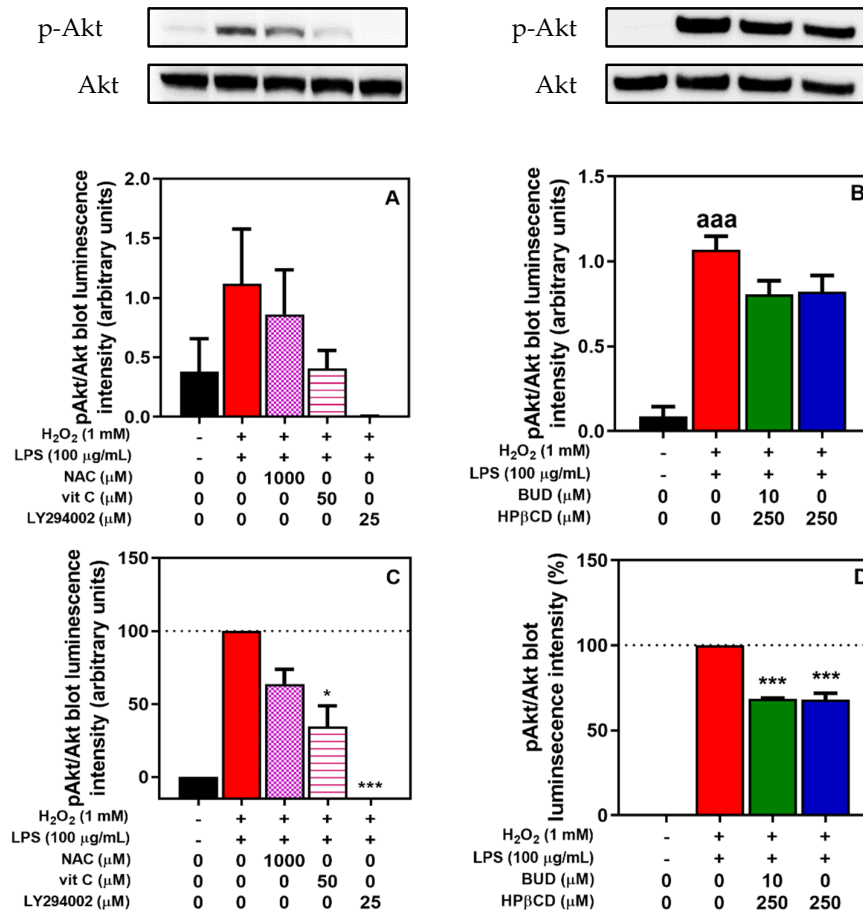 p-Akt
Akt
p-Akt
Akt
A
pAkt/Akt blot luminescence
intensity (arbitrary units)
2.0
1.5
1.0
0.5
0.0
H₂O₂ (1 mM) - + + + +
LPS (100 μg/mL) - + + + +
NAC (μM) 0 0 1000 0 0
vit C (μM) 0 0 0 50 0
LY294002 (μM) 0 0 0 0 25
B
pAkt/Akt blot luminsecence
intensity (arbitrary units)
1.5
1.0
0.5
0.0
aaa
H₂O₂ (1 mM) - + + +
LPS (100 μg/mL) - + + +
BUD (μM) 0 0 10 0
HPβCD (μM) 0 0 250 250
C
pAkt/Akt blot luminescence
intensity (arbitrary units)
150
100
50
0
*
***
H₂O₂ (1 mM) - + + + +
LPS (100 μg/mL) - + + + +
NAC (μM) 0 0 1000 0 0
vit C (μM) 0 0 0 50 0
LY294002 (μM) 0 0 0 0 25
D
pAkt/Akt blot
luminsecence intensity (%)
150
100
50
0
*** ***
H₂O₂ (1 mM) - + + +
LPS (100 μg/mL) - + + +
BUD (μM) 0 0 10 0
HPβCD (μM) 0 0 250 250